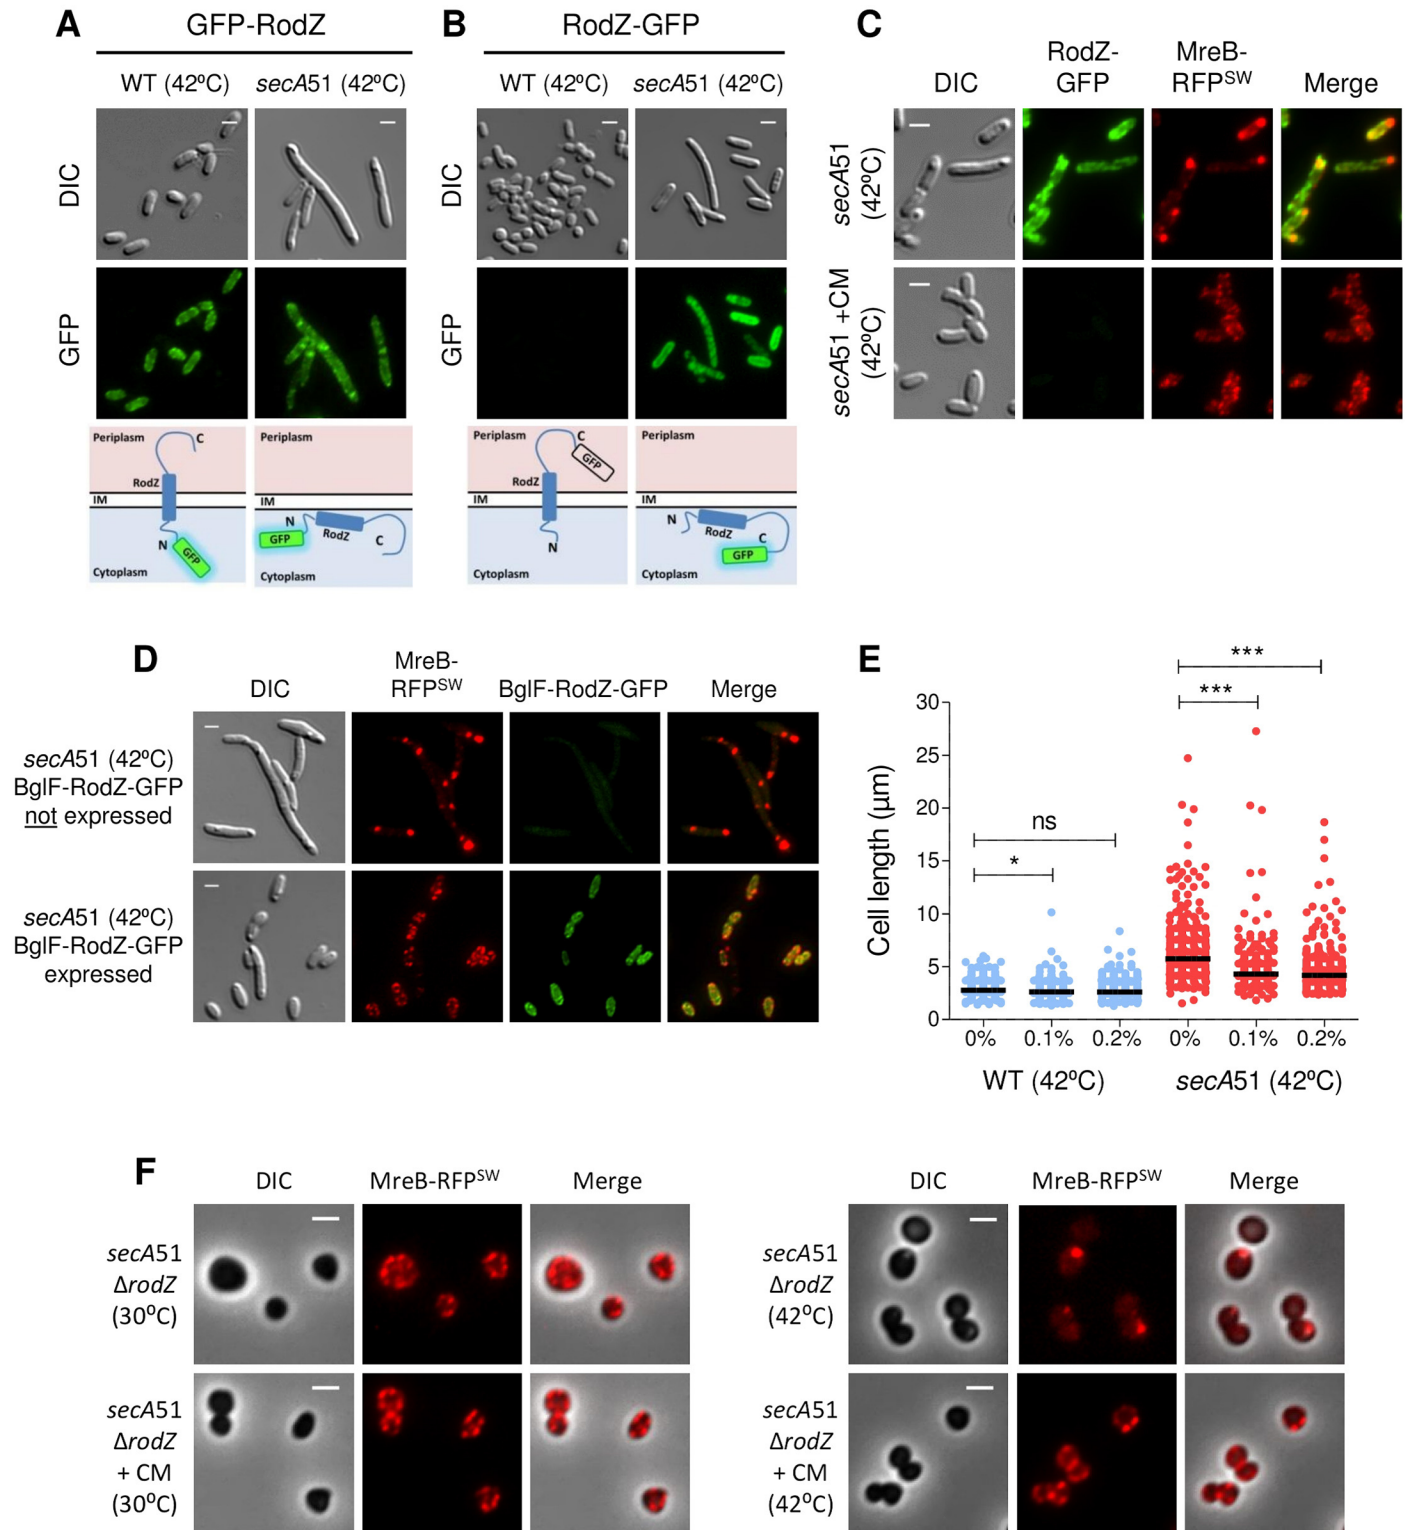 A
GFP-RodZ
WT (42ºC)
secA51 (42ºC)
DIC
GFP
Periplasm
C
RodZ
IM
N
GFP
Cytoplasm
Periplasm
IM
N
GFP
RodZ
C
Cytoplasm
B
RodZ-GFP
WT (42ºC)
secA51 (42ºC)
DIC
GFP
Periplasm
C
GFP
RodZ
IM
N
Cytoplasm
Periplasm
IM
N
RodZ
C
GFP
Cytoplasm
C
DIC
RodZ-
GFP
MreB-
RFPSW
Merge
secA51
(42ºC)
secA51 +CM
(42ºC)
D
DIC
MreB-
RFPSW
BglF-RodZ-GFP
Merge
secA51 (42ºC)
BglF-RodZ-GFP
not expressed
secA51 (42ºC)
BglF-RodZ-GFP
expressed
E
***
***
ns
*
Cell length (µm)
30
25
20
15
10
5
0
0% 0.1% 0.2% 0% 0.1% 0.2%
WT (42ºC) secA51 (42ºC)
F
DIC
MreB-RFPSW
Merge
secA51
ΔrodZ
(30ºC)
secA51
ΔrodZ
+ CM
(30ºC)
DIC
MreB-RFPSW
Merge
secA51
ΔrodZ
(42ºC)
secA51
ΔrodZ
+ CM
(42ºC)